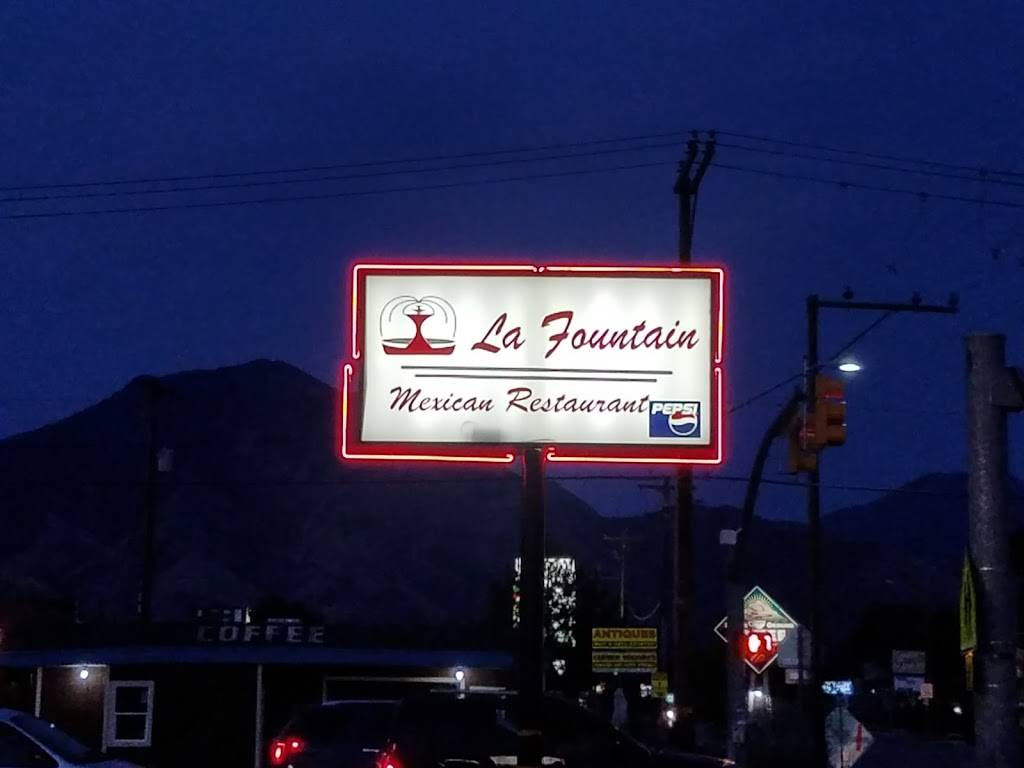 La Fountain
Mexican Restaurant
PEPSI
COFFEE
ANTIQUES